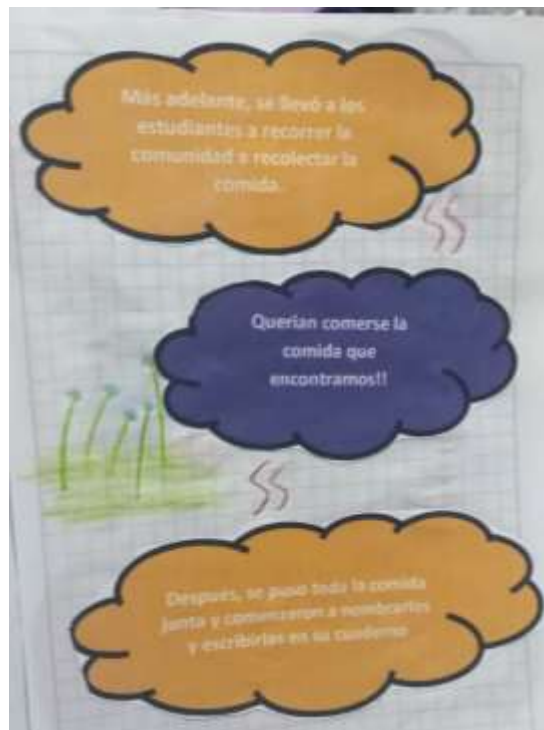 Más adelante, se llevó a los
estudiantes a recorrer la
comunidad a recolectar la
comida.
Querían comerse la
comida que
encontramos!!
Después, se puso toda la comida
junta y comenzaron a nombrarlos
y escribirlas en su cuaderno